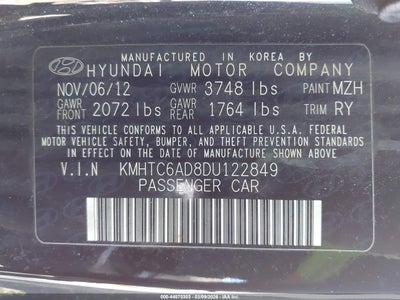 MANUFACTURED IN KOREA BY
HYUNDAI MOTOR COMPANY
NOV/06/12 GVWR 3748 lbs PAINT MZH
GAWR FRONT 2072 lbs GAWR REAR 1764 lbs TRIM RY
THIS VEHICLE CONFORMS TO ALL APPLICABLE U.S.A. FEDERAL
MOTOR VEHICLE SAFETY, BUMPER, AND THEFT PREVENTION
STANDARDS IN EFFECT ON THE DATE OF MANUFACTURE
SHOWN ABOVE.
V.I.N KMHTC6AD8DU122849
PASSENGER CAR